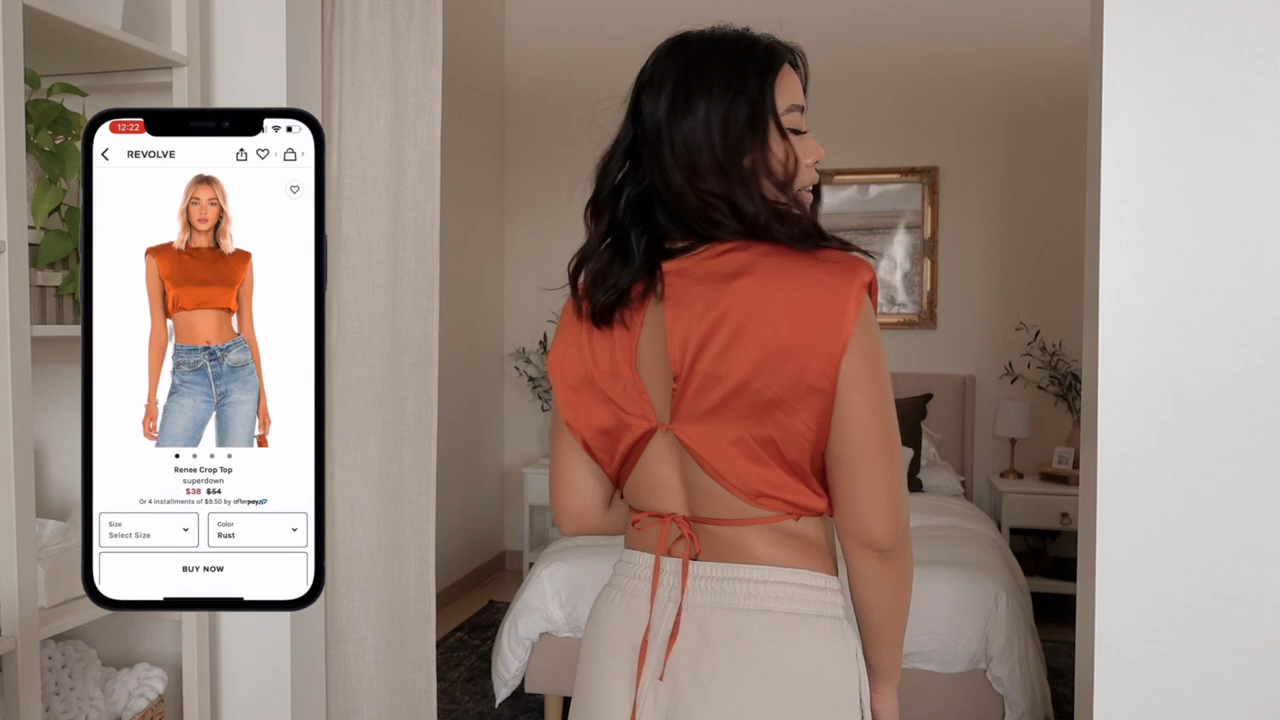 12:22
REVOLVE
Renee Crop Top
superdown
$38 $54
Or 4 installments of $9.50 by afterpay
Size
Select Size
Color
Rust
BUY NOW